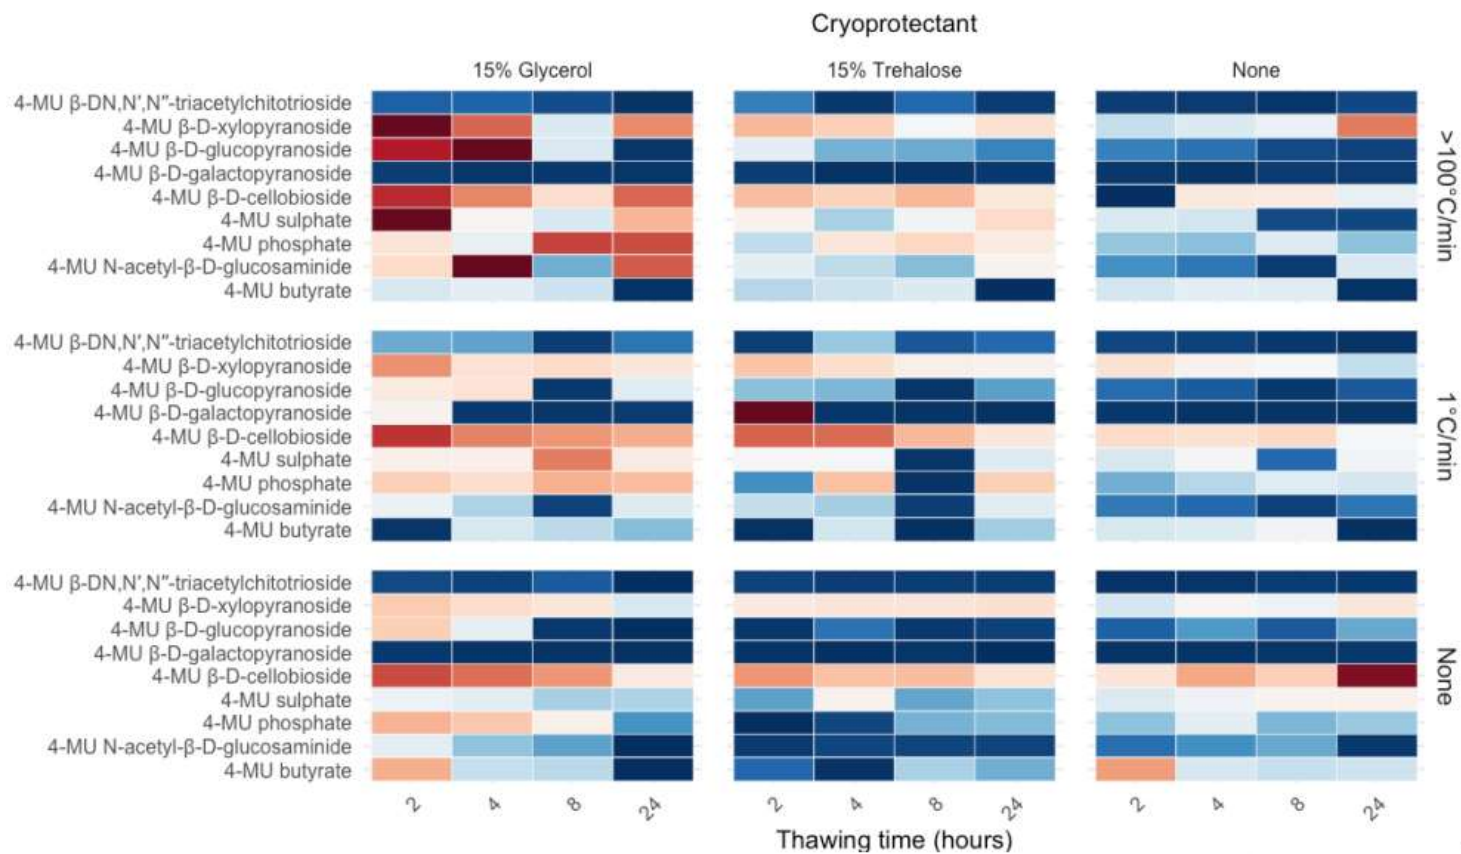 Cryoprotectant
15% Glycerol 15% Trehalose None
4-MU β-DN,N',N"-triacetylchitotrioside
4-MU β-D-xylopyranoside
4-MU β-D-glucopyranoside
4-MU β-D-galactopyranoside
4-MU β-D-cellobioside
4-MU sulphate
4-MU phosphate
4-MU N-acetyl-β-D-glucosaminide
4-MU butyrate
>100°C/min
4-MU β-DN,N',N"-triacetylchitotrioside
4-MU β-D-xylopyranoside
4-MU β-D-glucopyranoside
4-MU β-D-galactopyranoside
4-MU β-D-cellobioside
4-MU sulphate
4-MU phosphate
4-MU N-acetyl-β-D-glucosaminide
4-MU butyrate
1°C/min
4-MU β-DN,N',N"-triacetylchitotrioside
4-MU β-D-xylopyranoside
4-MU β-D-glucopyranoside
4-MU β-D-galactopyranoside
4-MU β-D-cellobioside
4-MU sulphate
4-MU phosphate
4-MU N-acetyl-β-D-glucosaminide
4-MU butyrate
None
2 4 8 24 2 4 8 24 2 4 8 24
Thawing time (hours)